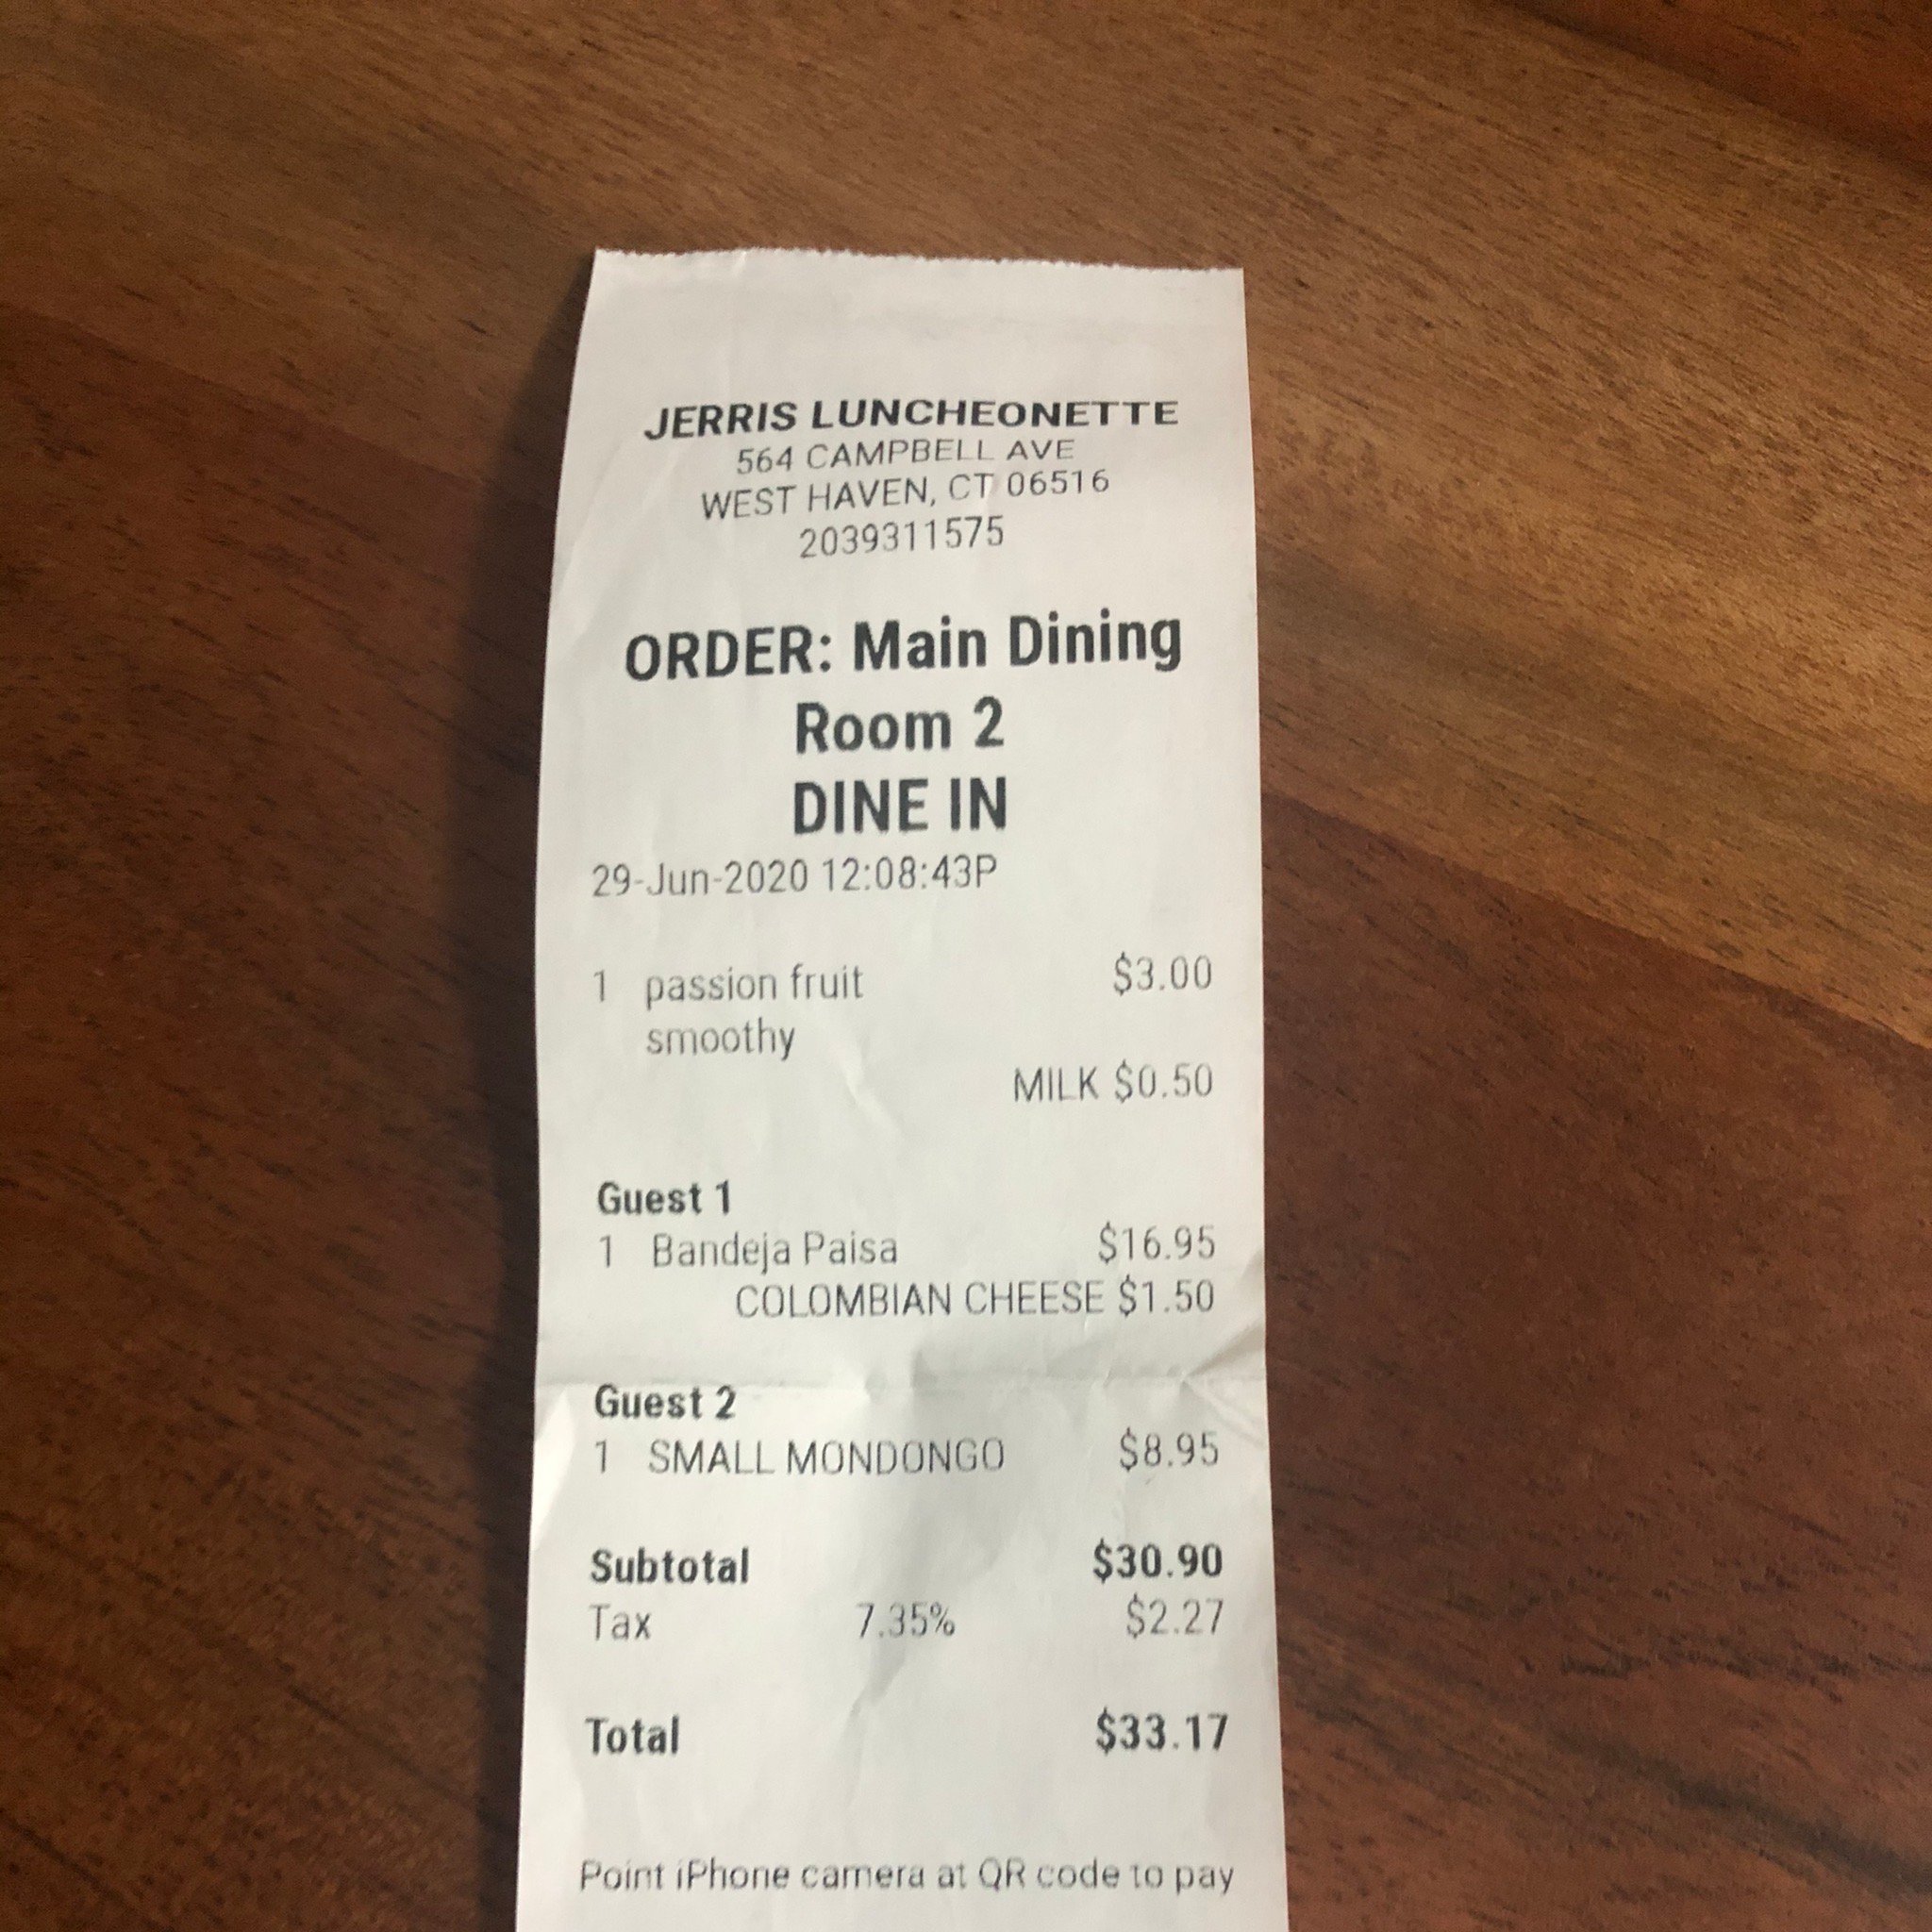 JERRIS LUNCHEONETTE
564 CAMPBELL AVE
WEST HAVEN, CT 06516
2039311575
ORDER: Main Dining
Room 2
DINE IN
29-Jun-2020 12:08:43P
1 passion fruit $3.00
smoothy
MILK $0.50
Guest 1
1 Bandeja Paisa $16.95
COLOMBIAN CHEESE $1.50
Guest 2
1 SMALL MONDONGO $8.95
Subtotal $30.90
Tax 7.35% $2.27
Total $33.17
Point iPhone camera at QR code to pay